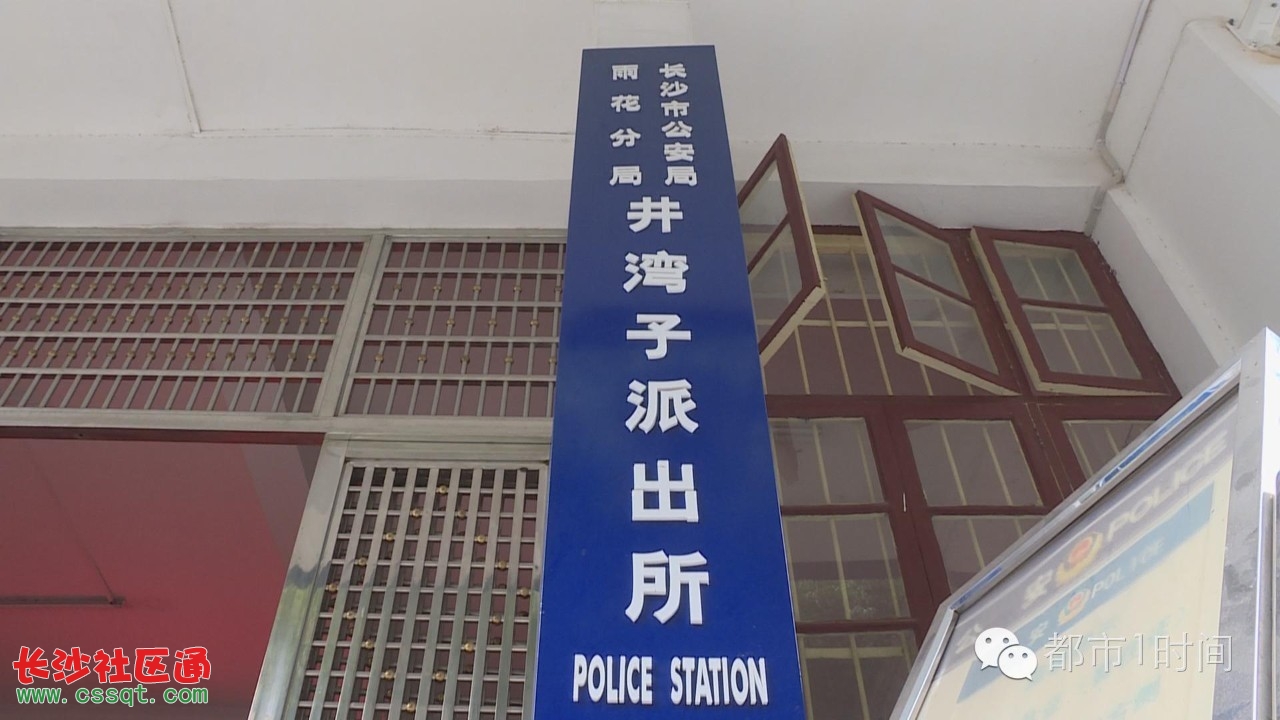 长沙市公安局
雨花分局
井湾子派出所
POLICE STATION
POLICE
POLICE
长沙社区通
www.cssqt.com
都市1时间